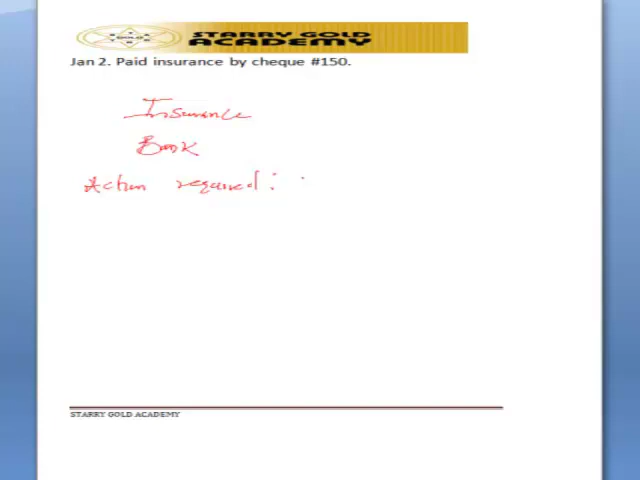 STARRY GOLD
ACADEMY
Jan 2. Paid insurance by cheque #150.
Insurance
Bank
Action required:
STARRY GOLD ACADEMY